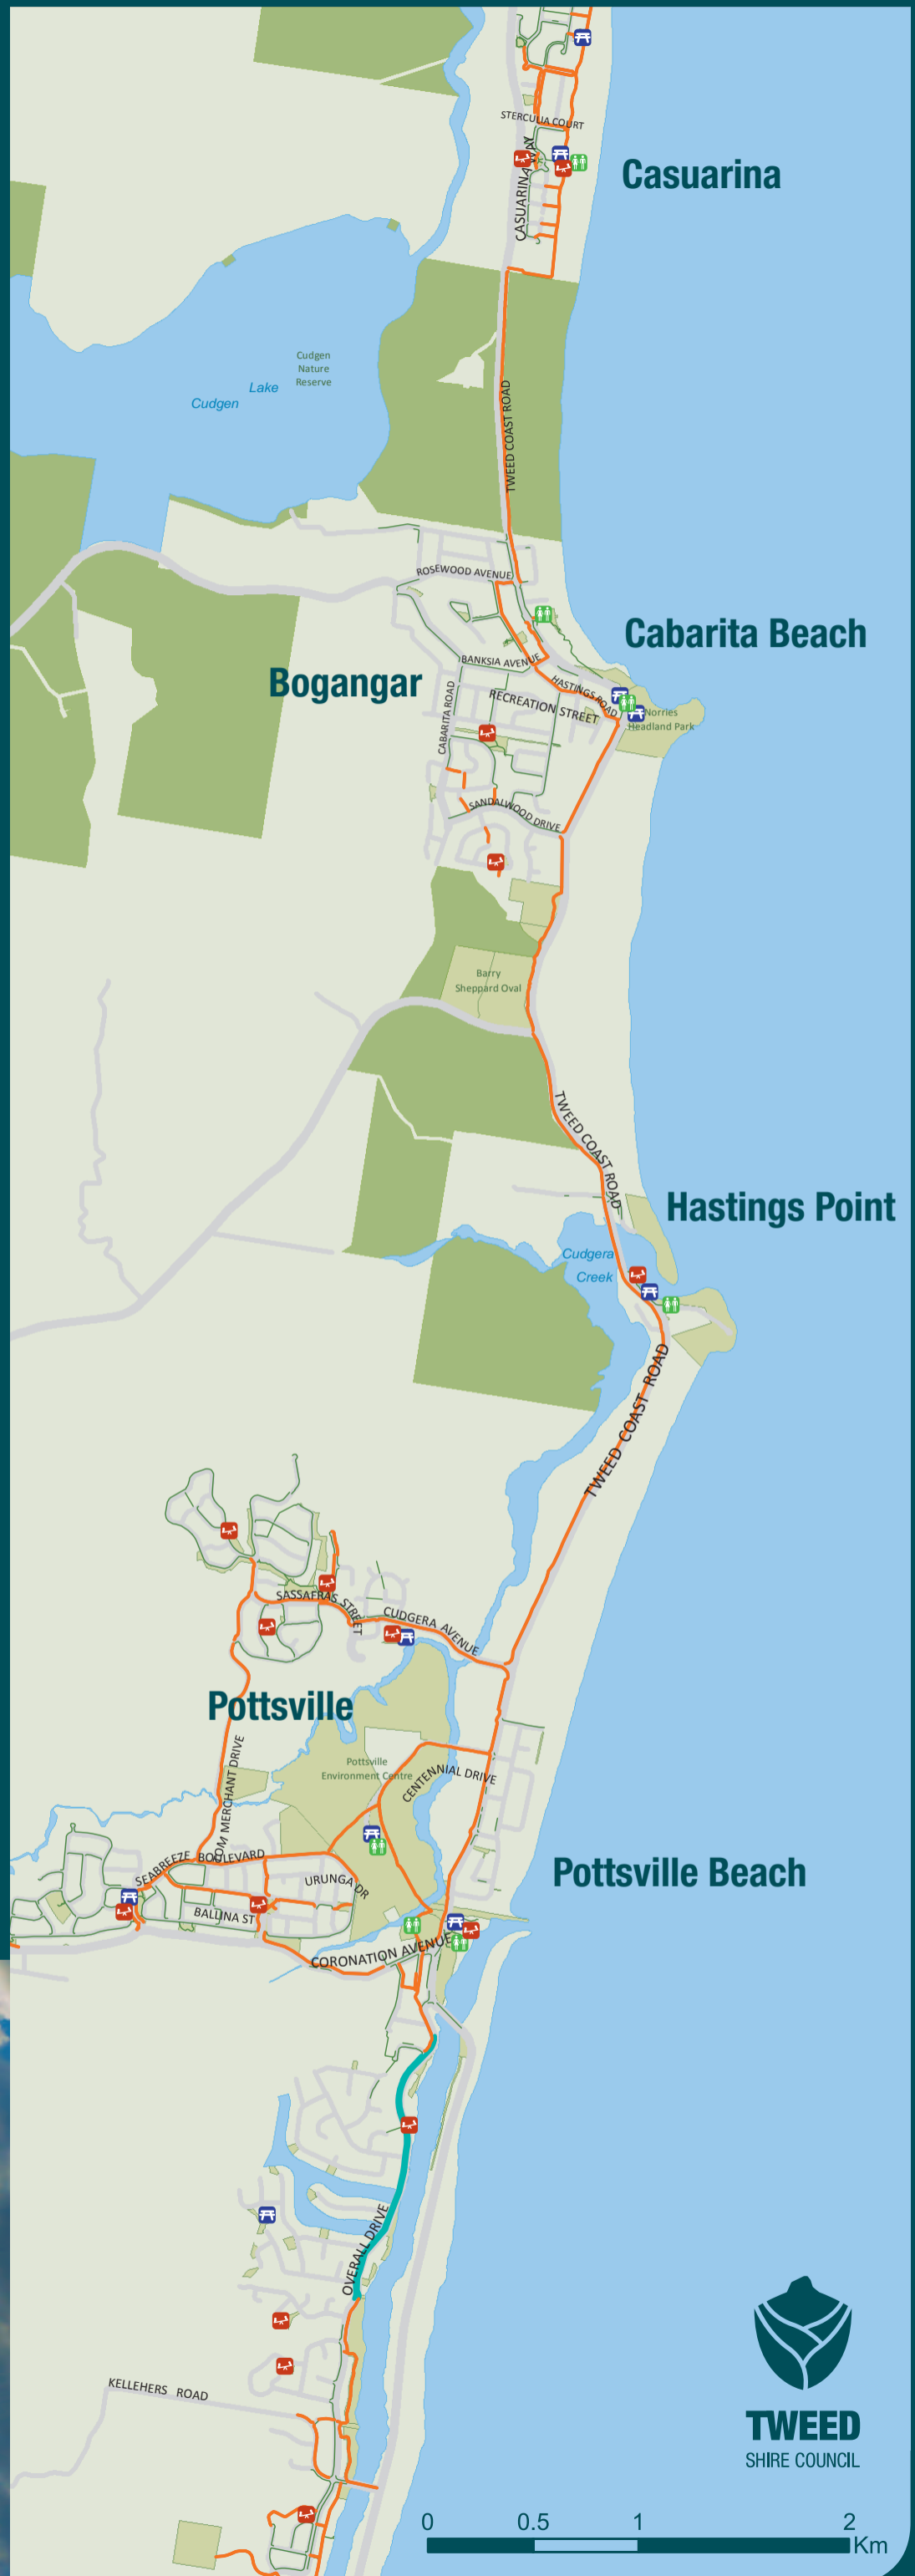 STERCULIA COURT
CASUARINA WAY
Casuarina
Cudgen
Nature
Reserve
Lake
Cudgen
TWEED COAST ROAD
ROSEWOOD AVENUE
Cabarita Beach
BANKSIA AVENUE
Bogangar
HASTINGS ROAD
RECREATION STREET
CABARITA ROAD
Norries
Headland Park
SANDALWOOD DRIVE
Barry
Sheppard Oval
TWEED COAST ROAD
Hastings Point
Cudgera
Creek
TWEED COAST ROAD
SASSAFRAS STREET
CUDGERA AVENUE
Pottsville
TOM MERCHANT DRIVE
Pottsville
Environment Centre
CENTENNIAL DRIVE
SEABREEZE BOULEVARD
Pottsville Beach
URUNGA DR
BALLINA ST
CORONATION AVENUE
OVERALL DRIVE
KELLEHERS ROAD
TWEED
SHIRE COUNCIL
0 0.5 1 2
Km